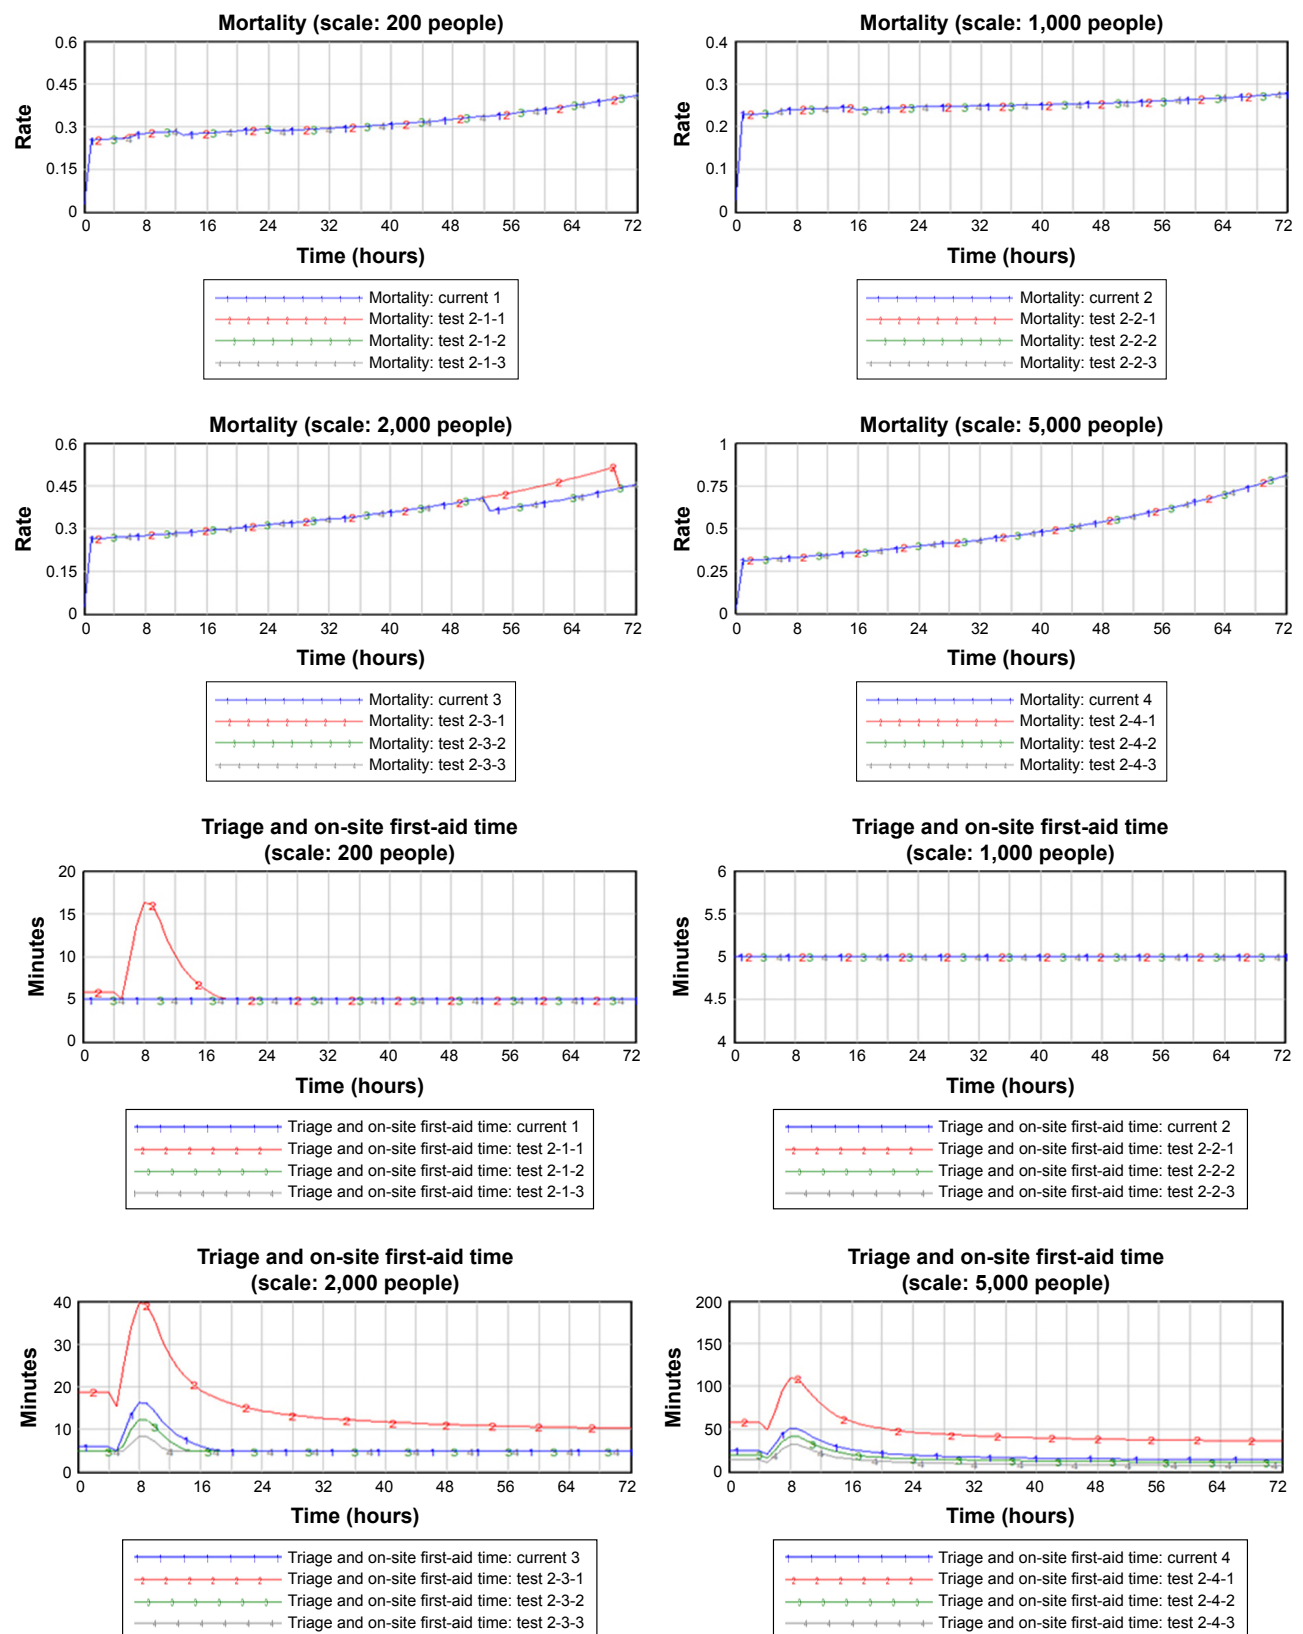 Mortality (scale: 200 people)
0.6
0.45
0.3
0.15
0
Rate
0 8 16 24 32 40 48 56 64 72
Time (hours)
Mortality: current 1
Mortality: test 2-1-1
Mortality: test 2-1-2
Mortality: test 2-1-3
Mortality (scale: 1,000 people)
0.4
0.3
0.2
0.1
0
Rate
0 8 16 24 32 40 48 56 64 72
Time (hours)
Mortality: current 2
Mortality: test 2-2-1
Mortality: test 2-2-2
Mortality: test 2-2-3
Mortality (scale: 2,000 people)
0.6
0.45
0.3
0.15
0
Rate
0 8 16 24 32 40 48 56 64 72
Time (hours)
Mortality: current 3
Mortality: test 2-3-1
Mortality: test 2-3-2
Mortality: test 2-3-3
Mortality (scale: 5,000 people)
1
0.75
0.5
0.25
0
Rate
0 8 16 24 32 40 48 56 64 72
Time (hours)
Mortality: current 4
Mortality: test 2-4-1
Mortality: test 2-4-2
Mortality: test 2-4-3
Triage and on-site first-aid time
(scale: 200 people)
20
15
10
5
0
Minutes
0 8 16 24 32 40 48 56 64 72
Time (hours)
Triage and on-site first-aid time: current 1
Triage and on-site first-aid time: test 2-1-1
Triage and on-site first-aid time: test 2-1-2
Triage and on-site first-aid time: test 2-1-3
Triage and on-site first-aid time
(scale: 1,000 people)
6
5.5
5
4.5
4
Minutes
0 8 16 24 32 40 48 56 64 72
Time (hours)
Triage and on-site first-aid time: current 2
Triage and on-site first-aid time: test 2-2-1
Triage and on-site first-aid time: test 2-2-2
Triage and on-site first-aid time: test 2-2-3
Triage and on-site first-aid time
(scale: 2,000 people)
40
30
20
10
0
Minutes
0 8 16 24 32 40 48 56 64 72
Time (hours)
Triage and on-site first-aid time: current 3
Triage and on-site first-aid time: test 2-3-1
Triage and on-site first-aid time: test 2-3-2
Triage and on-site first-aid time: test 2-3-3
Triage and on-site first-aid time
(scale: 5,000 people)
200
150
100
50
0
Minutes
0 8 16 24 32 40 48 56 64 72
Time (hours)
Triage and on-site first-aid time: current 4
Triage and on-site first-aid time: test 2-4-1
Triage and on-site first-aid time: test 2-4-2
Triage and on-site first-aid time: test 2-4-3